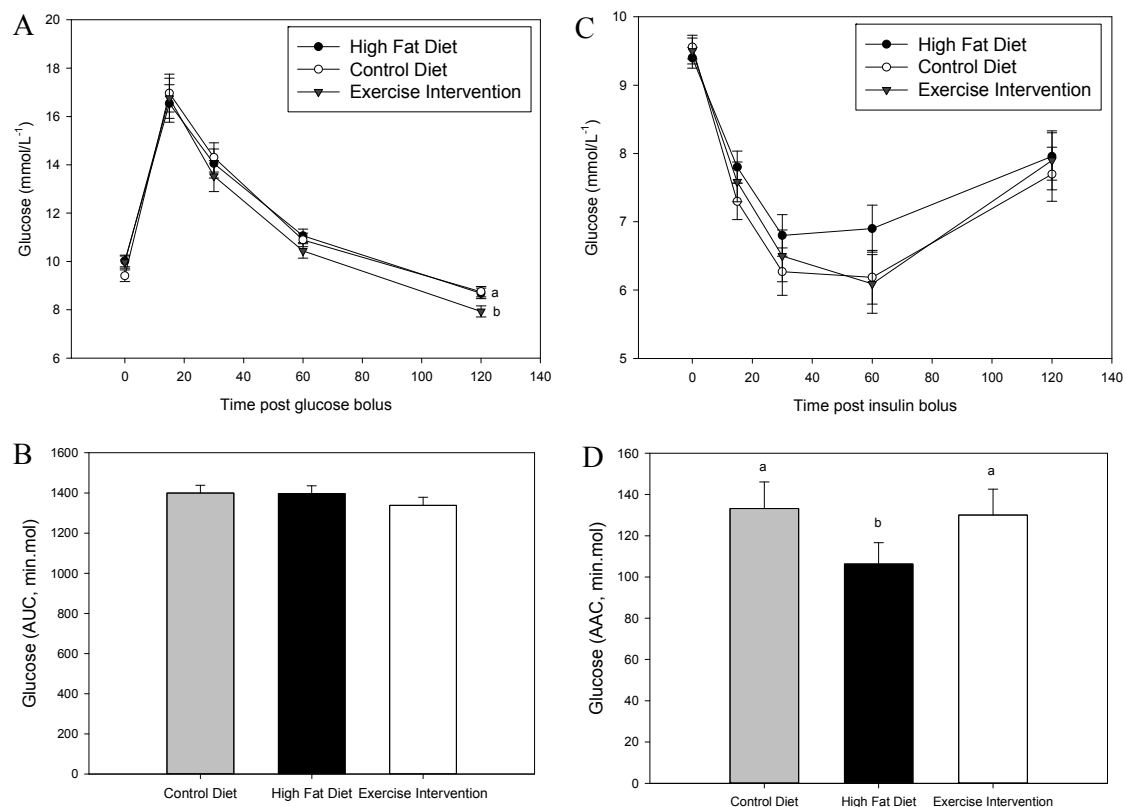 A
20
18
16
14
12
10
8
6
Glucose (mmol/L⁻¹)
High Fat Diet
Control Diet
Exercise Intervention
a
b
0 20 40 60 80 100 120 140
Time post glucose bolus
C
10
9
8
7
6
5
Glucose (mmol/L⁻¹)
High Fat Diet
Control Diet
Exercise Intervention
0 20 40 60 80 100 120 140
Time post insulin bolus
B
1600
1400
1200
1000
800
600
400
200
0
Glucose (AUC, min.mol)
Control Diet High Fat Diet Exercise Intervention
D
160
140
120
100
80
60
40
20
0
Glucose (AAC, min.mol)
a
b
a
Control Diet High Fat Diet Exercise Intervention